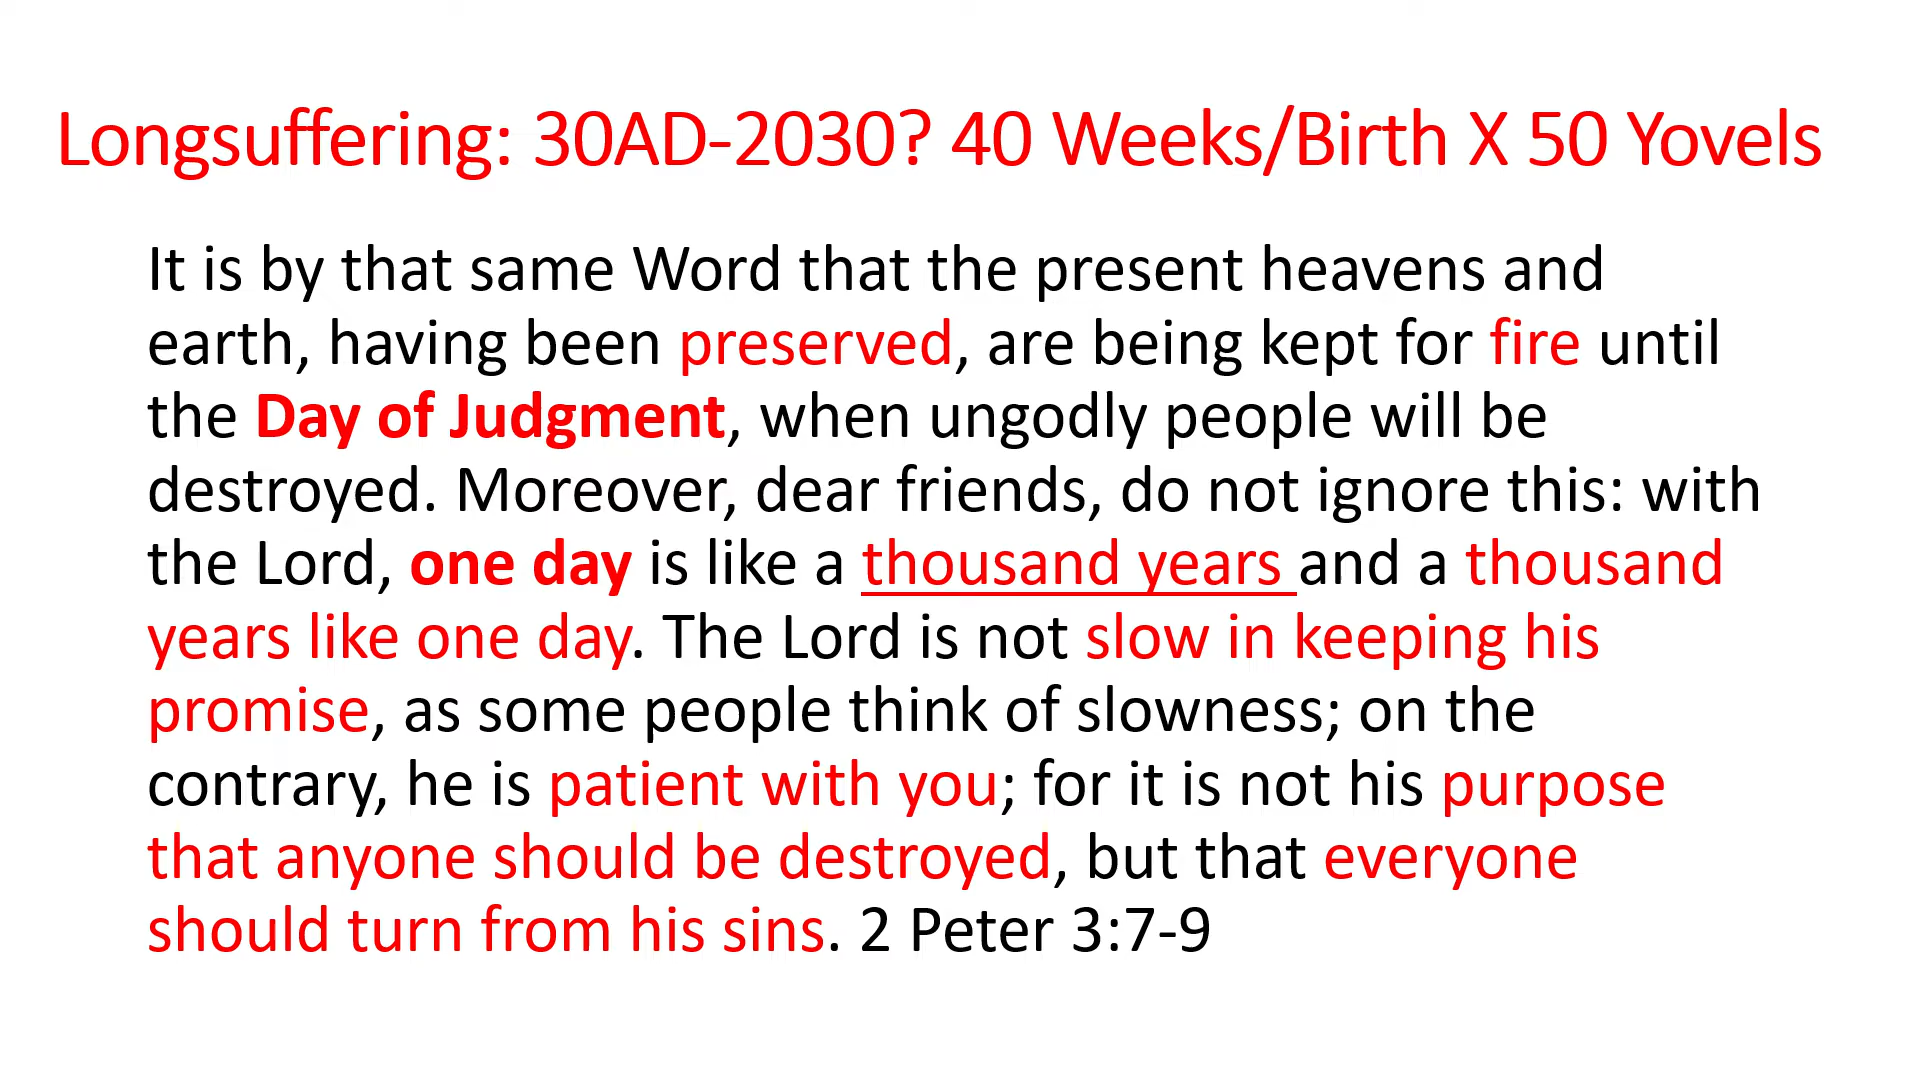 Longsuffering: 30AD-2030? 40 Weeks/Birth X 50 Yovels
It is by that same Word that the present heavens and
earth, having been preserved, are being kept for fire until
the Day of Judgment, when ungodly people will be
destroyed. Moreover, dear friends, do not ignore this: with
the Lord, one day is like a thousand years and a thousand
years like one day. The Lord is not slow in keeping his
promise, as some people think of slowness; on the
contrary, he is patient with you; for it is not his purpose
that anyone should be destroyed, but that everyone
should turn from his sins. 2 Peter 3:7-9